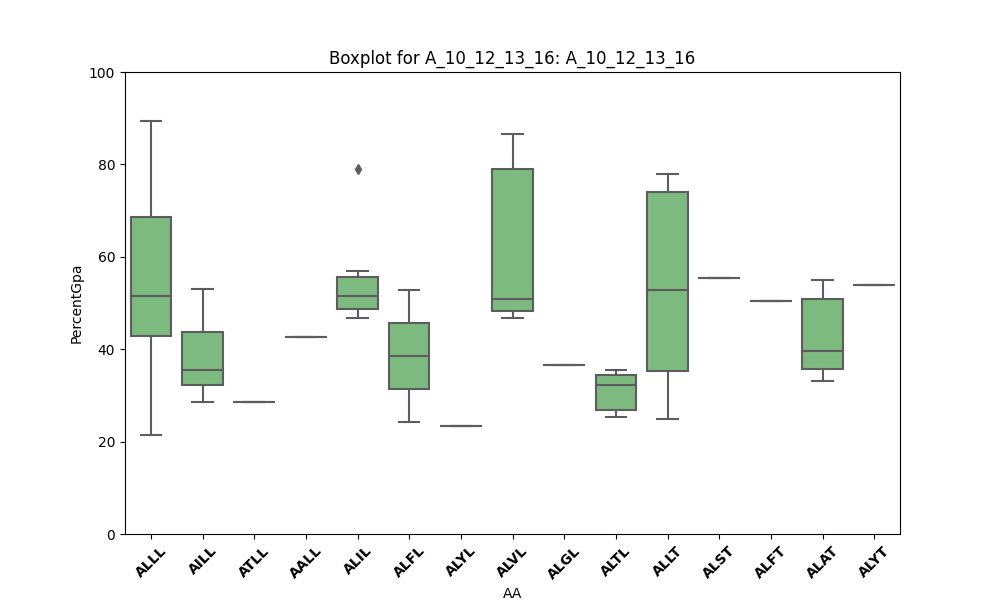 Boxplot for A_10_12_13_16: A_10_12_13_16
PercentGpa
100
80
60
40
20
0
ALLL AILL ATLL AALL ALIL ALFL ALYL ALVL ALGL ALTL ALLT ALST ALFT ALAT ALYT
AA